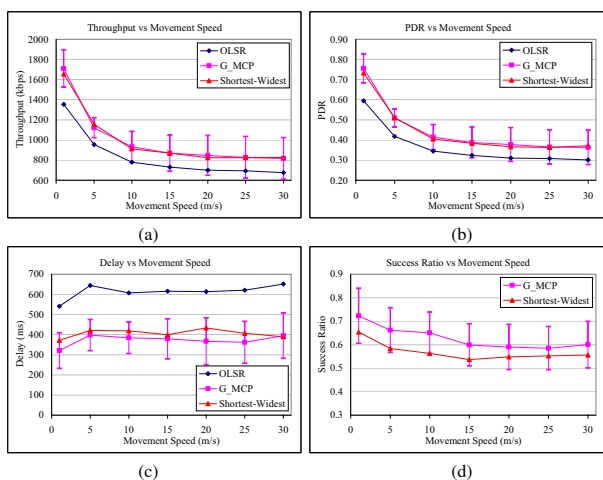 Throughput vs Movement Speed
Throughput (kbps)
2000
1800
1600
1400
1200
1000
800
600
OLSR
G_MCP
Shortest-Widest
0
5
10
15
20
25
30
Movement Speed (m/s)
(a)
PDR vs Movement Speed
PDR
0.90
0.80
0.70
0.60
0.50
0.40
0.30
0.20
OLSR
G_MCP
Shortest-Widest
0
5
10
15
20
25
30
Movement Speed (m/s)
(b)
Delay vs Movement Speed
Delay (ms)
700
600
500
400
300
200
100
0
OLSR
G_MCP
Shortest-Widest
0
5
10
15
20
25
30
Movement Speed (m/s)
(c)
Success Ratio vs Movement Speed
Success Ratio
0.9
0.8
0.7
0.6
0.5
0.4
0.3
G_MCP
Shortest-Widest
0
5
10
15
20
25
30
Movement Speed (m/s)
(d)